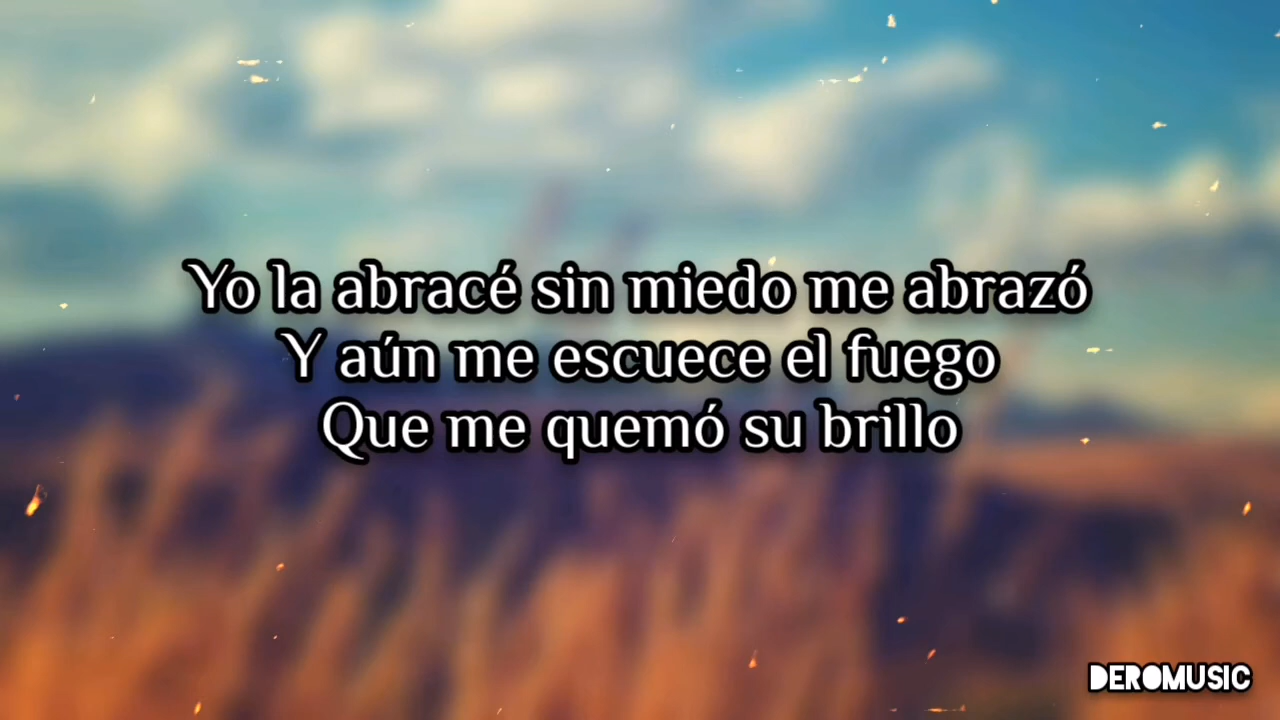 Yo la abracé sin miedo me abrazó
Y aún me escuece el fuego
Que me quemó su brillo
DEROMUSIC